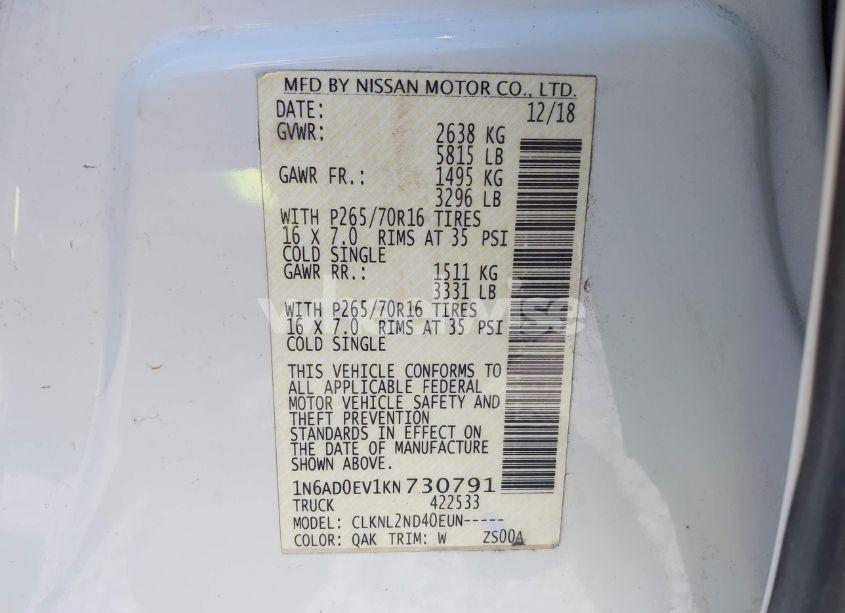 MFD BY NISSAN MOTOR CO., LTD.
DATE: 12/18
GVWR: 2638 KG
5815 LB
GAWR FR.: 1495 KG
3296 LB
WITH P265/70R16 TIRES
16 X 7.0 RIMS AT 35 PSI
COLD SINGLE
GAWR RR.: 1511 KG
3331 LB
WITH P265/70R16 TIRES
16 X 7.0 RIMS AT 35 PSI
COLD SINGLE
THIS VEHICLE CONFORMS TO
ALL APPLICABLE FEDERAL
MOTOR VEHICLE SAFETY AND
THEFT PREVENTION
STANDARDS IN EFFECT ON
THE DATE OF MANUFACTURE
SHOWN ABOVE.
1N6AD0EV1KN730791
TRUCK 422533
MODEL: CLKNL2ND40EUN-----
COLOR: QAK TRIM: W ZS00A